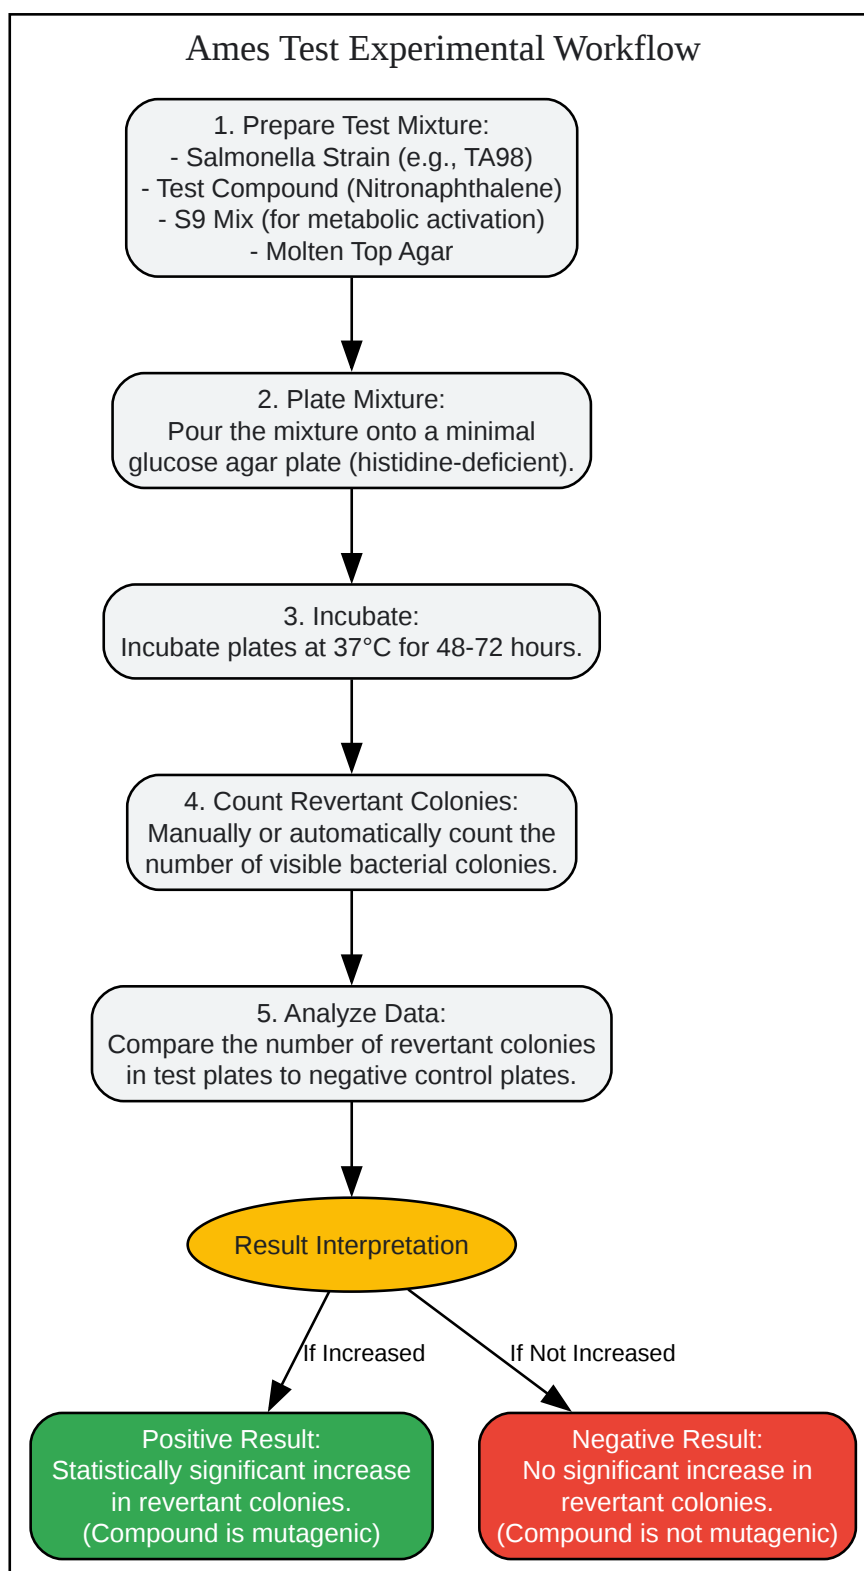 Ames Test Experimental Workflow
1. Prepare Test Mixture:
- Salmonella Strain (e.g., TA98)
- Test Compound (Nitronaphthalene)
- S9 Mix (for metabolic activation)
- Molten Top Agar
2. Plate Mixture:
Pour the mixture onto a minimal
glucose agar plate (histidine-deficient).
3. Incubate:
Incubate plates at 37°C for 48-72 hours.
4. Count Revertant Colonies:
Manually or automatically count the
number of visible bacterial colonies.
5. Analyze Data:
Compare the number of revertant colonies
in test plates to negative control plates.
Result Interpretation
If Increased
If Not Increased
Positive Result:
Statistically significant increase
in revertant colonies.
(Compound is mutagenic)
Negative Result:
No significant increase in
revertant colonies.
(Compound is not mutagenic)